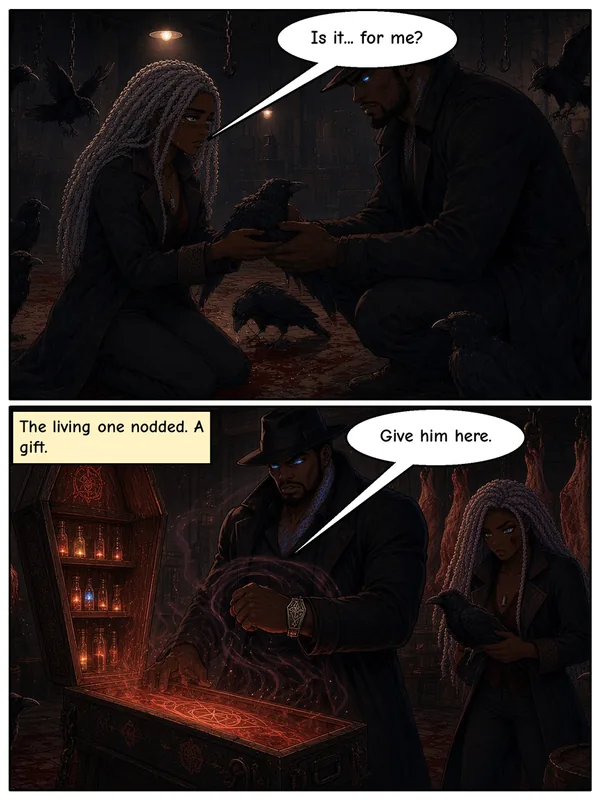 Is it... for me?
The living one nodded. A
gift.
Give him here.